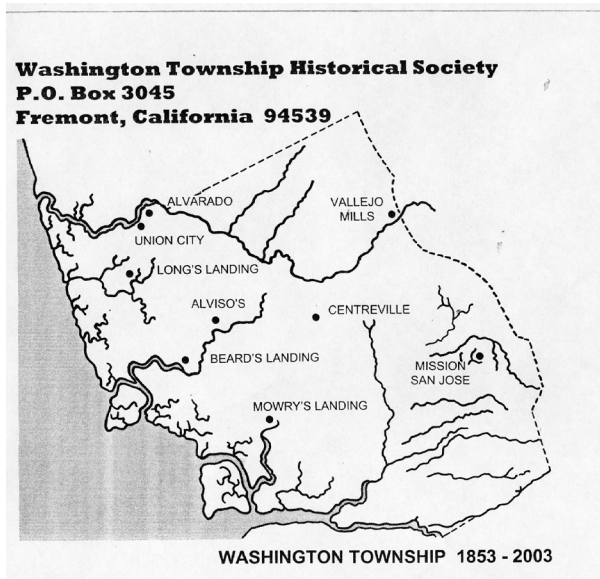 Washington Township Historical Society
P.O. Box 3045
Fremont, California 94539
ALVARADO
VALLEJO
MILLS
UNION CITY
LONG'S LANDING
ALVISO'S
CENTREVILLE
BEARD'S LANDING
MISSION
SAN JOSE
MOWRY'S LANDING
WASHINGTON TOWNSHIP 1853 - 2003